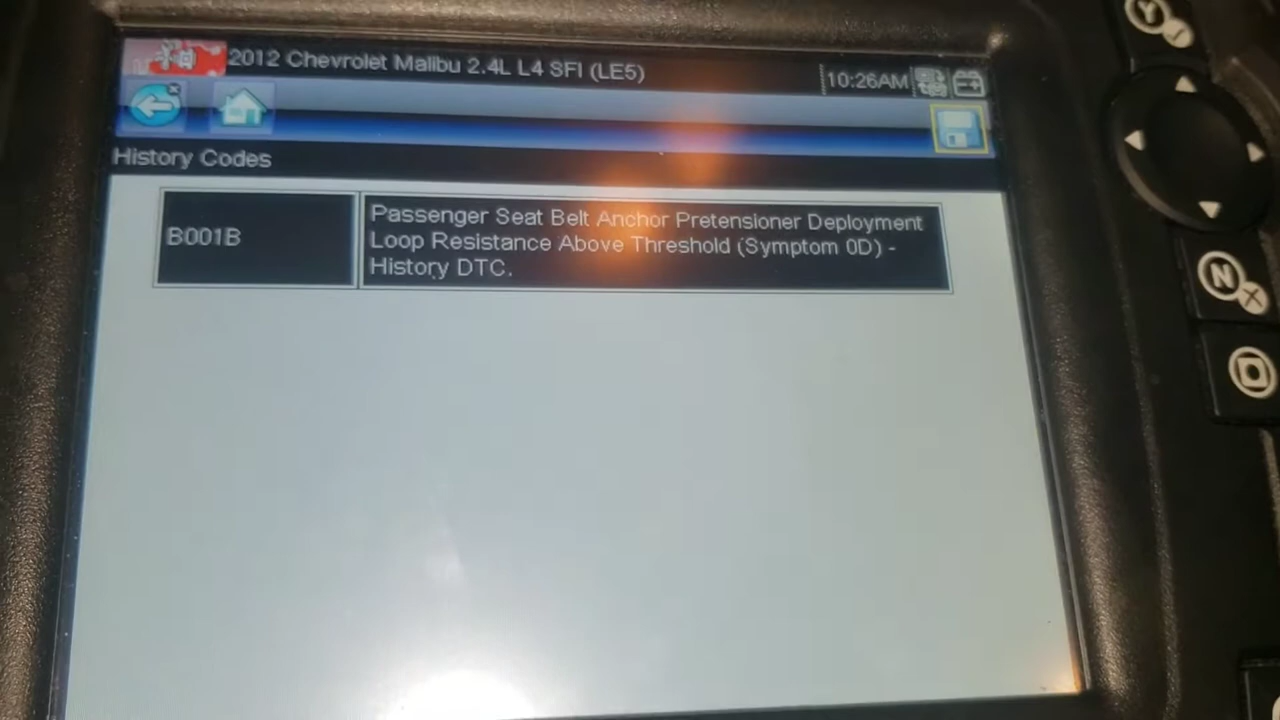 2012 Chevrolet Malibu 2.4L L4 SFI (LE5)
10:26AM
History Codes
B001B
Passenger Seat Belt Anchor Pretensioner Deployment
Loop Resistance Above Threshold (Symptom 0D) -
History DTC.
Y
N